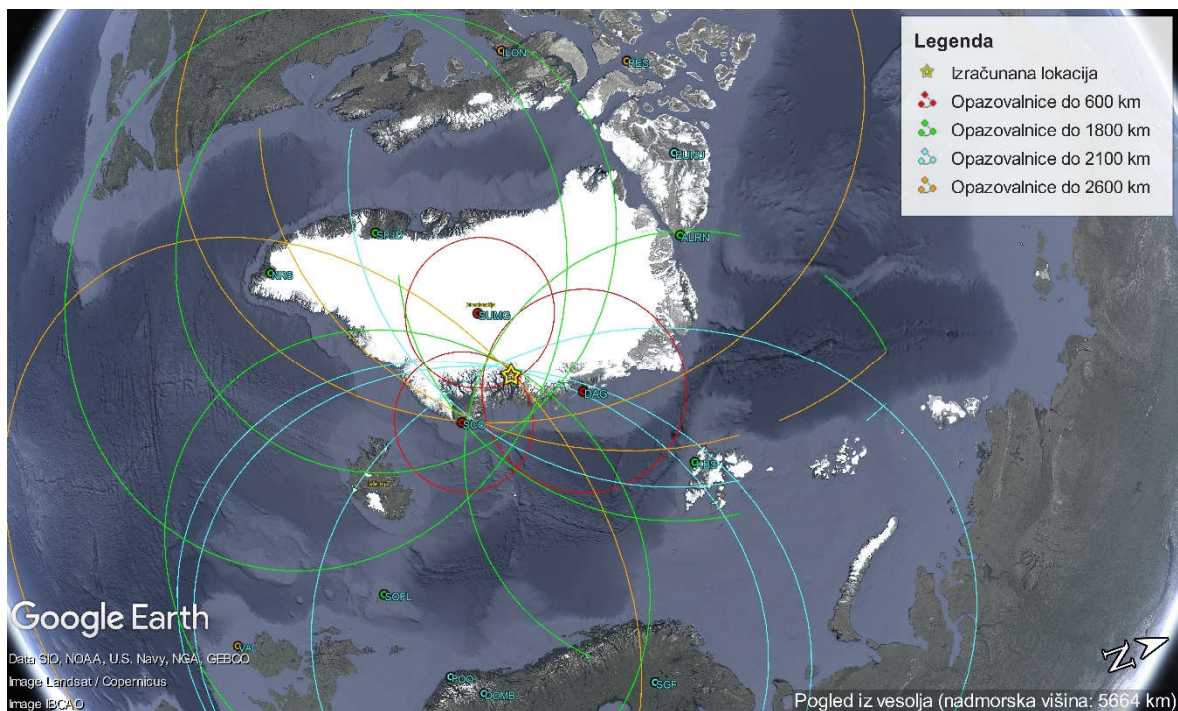 ILON
RES
Legenda
Izračunana lokacija
Opazovalnice do 600 km
Opazovalnice do 1800 km
Opazovalnice do 2100 km
Opazovalnice do 2600 km
EUNU
SFJD
ALRN
NRS
SUMG
DAG
SCO
KBS
SOEL
Google Earth
Data SIO, NOAA, U.S. Navy, NGA, GEBCO
Image Landsat / Copernicus
Image IBCAO
DOMB
SGF
N
Pogled iz vesolja (nadmorska višina: 5664 km)